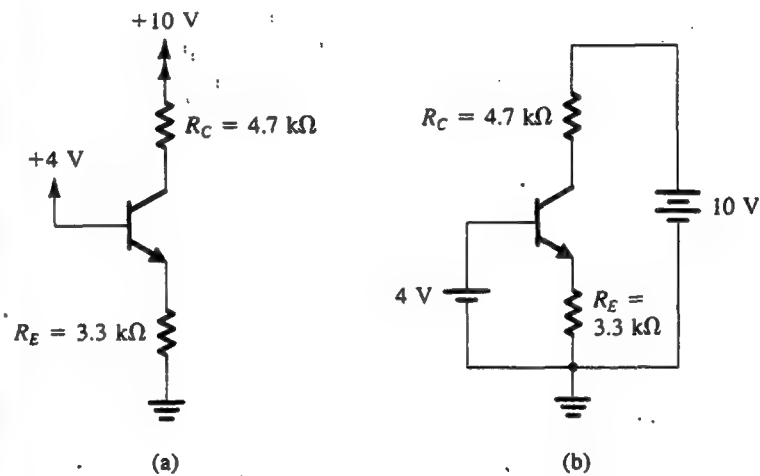 +10 V
R_C = 4.7 kΩ
+4 V
R_E = 3.3 kΩ
(a)
R_C = 4.7 kΩ
10 V
4 V
R_E =
3.3 kΩ
(b)